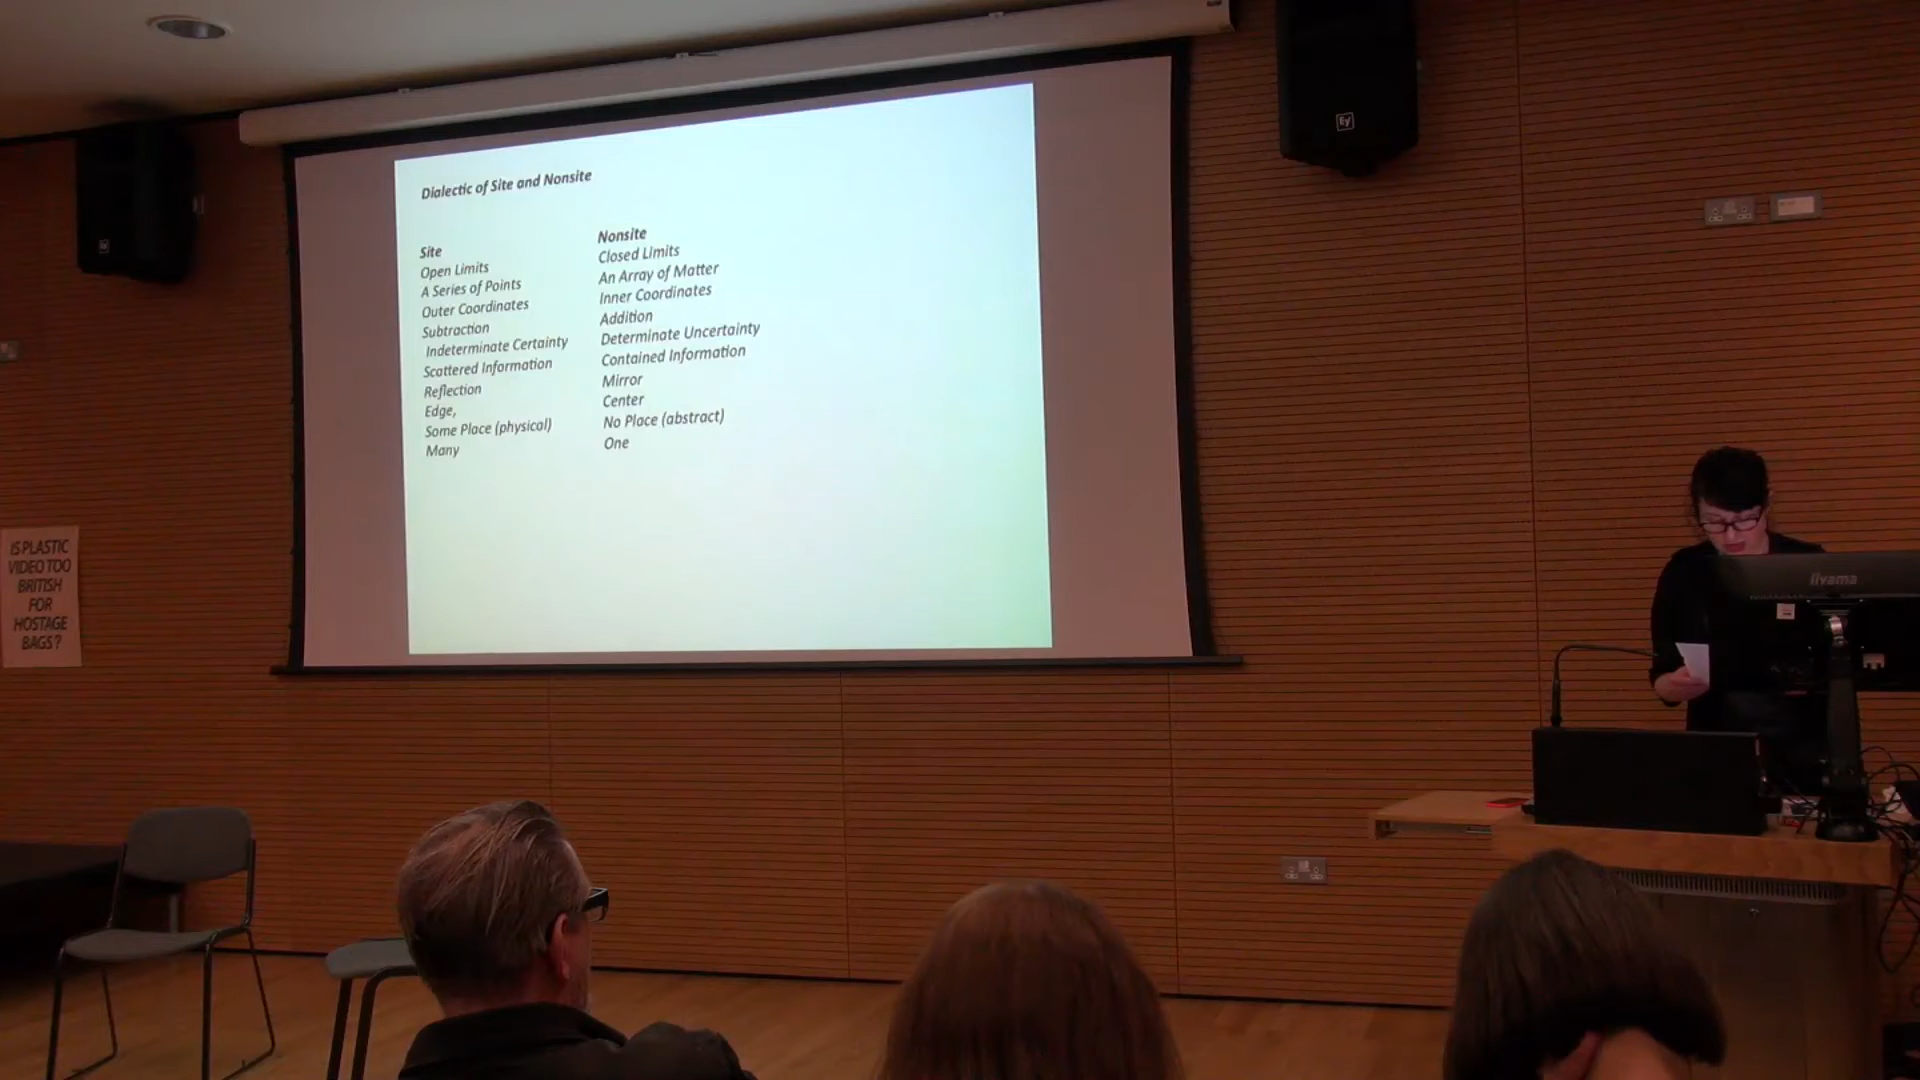 Dialectic of Site and Nonsite
Site
Open Limits
A Series of Points
Outer Coordinates
Subtraction
Indeterminate Certainty
Scattered Information
Reflection
Edge,
Some Place (physical)
Many
Nonsite
Closed Limits
An Array of Matter
Inner Coordinates
Addition
Determinate Uncertainty
Contained Information
Mirror
Center
No Place (abstract)
One
IS PLASTIC
VIDEO TOO
BRITISH
FOR
HOSTAGE
BAGS?
EV
EV
iiyama